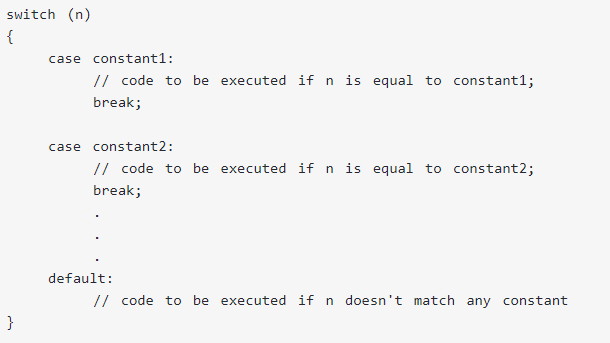 switch (n)
{
case constant1:
// code to be executed if n is equal to constant1;
break;
case constant2:
// code to be executed if n is equal to constant2;
break;
.
.
.
default:
// code to be executed if n doesn't match any constant
}